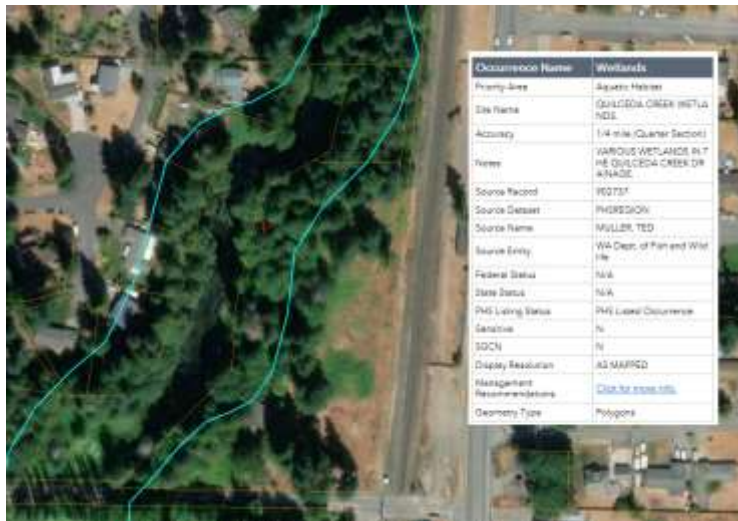 Occurrence Name Wetlands
Priority Area Aquatic Habitat
Site Name QUILCEDA CREEK WETLA
NDS
Accuracy 1/4 mile (Quarter Section)
Notes VARIOUS WETLANDS IN T
HE QUILCEDA CREEK DR
AINAGE.
Source Record 902737
Source Dataset PHSREGION
Source Name MULLER, TED
Source Entity WA Dept. of Fish and Wild
life
Federal Status N/A
State Status N/A
PHS Listing Status PHS Listed Occurrence
Sensitive N
SGCN N
Display Resolution AS MAPPED
Management
Recommendations Click for more info.
Geometry Type Polygons